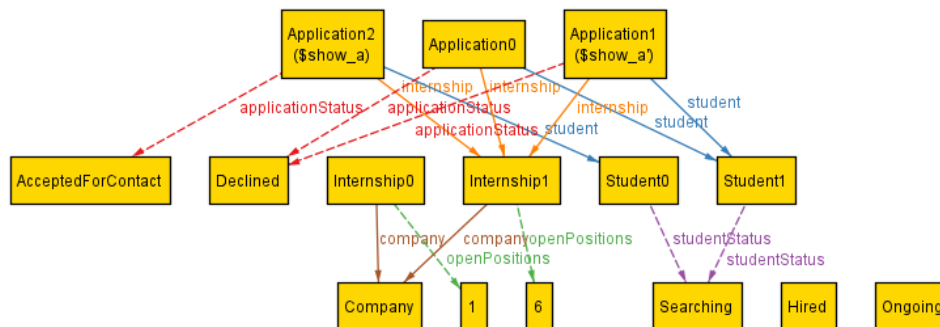 Application2
($show_a)
Application0
Application1
($show_a')
internship
internship
applicationStatus
applicationStatus
internship
student
student
applicationStatus
student
AcceptedForContact
Declined
Internship0
Internship1
Student0
Student1
company
company
openPositions
studentStatus
openPositions
studentStatus
Company
1
6
Searching
Hired
Ongoing